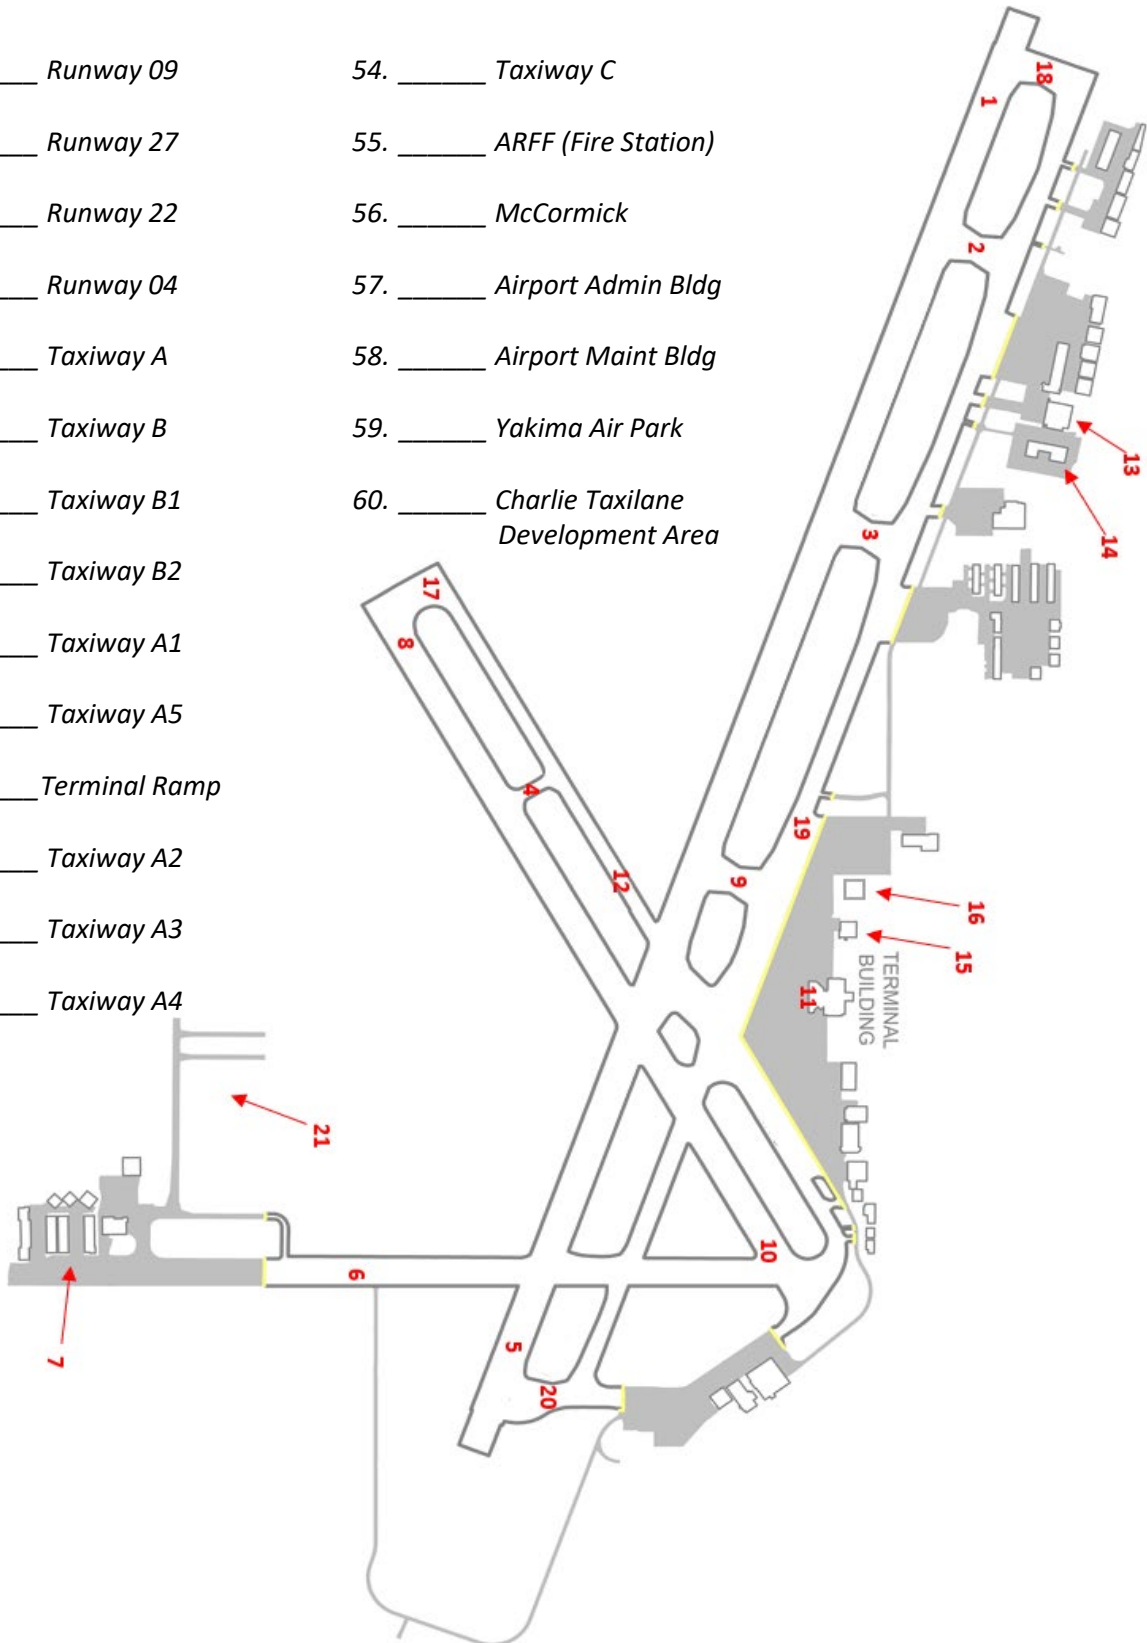 ___ Runway 09
___ Runway 27
___ Runway 22
___ Runway 04
___ Taxiway A
___ Taxiway B
___ Taxiway B1
___ Taxiway B2
___ Taxiway A1
___ Taxiway A5
___Terminal Ramp
___ Taxiway A2
___ Taxiway A3
___ Taxiway A4
54. ______ Taxiway C
55. ______ ARFF (Fire Station)
56. ______ McCormick
57. ______ Airport Admin Bldg
58. ______ Airport Maint Bldg
59. ______ Yakima Air Park
60. ______ Charlie Taxilane
Development Area
18
1
2
13
14
3
17
8
4
19
12
9
16
15
TERMINAL
BUILDING
11
21
10
6
5
7
20